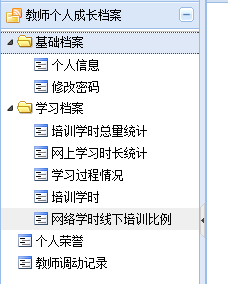 教师个人成长档案
基础档案
个人信息
修改密码
学习档案
培训学时总量统计
网上学习时长统计
学习过程情况
培训学时
网络学时线下培训比例
个人荣誉
教师调动记录